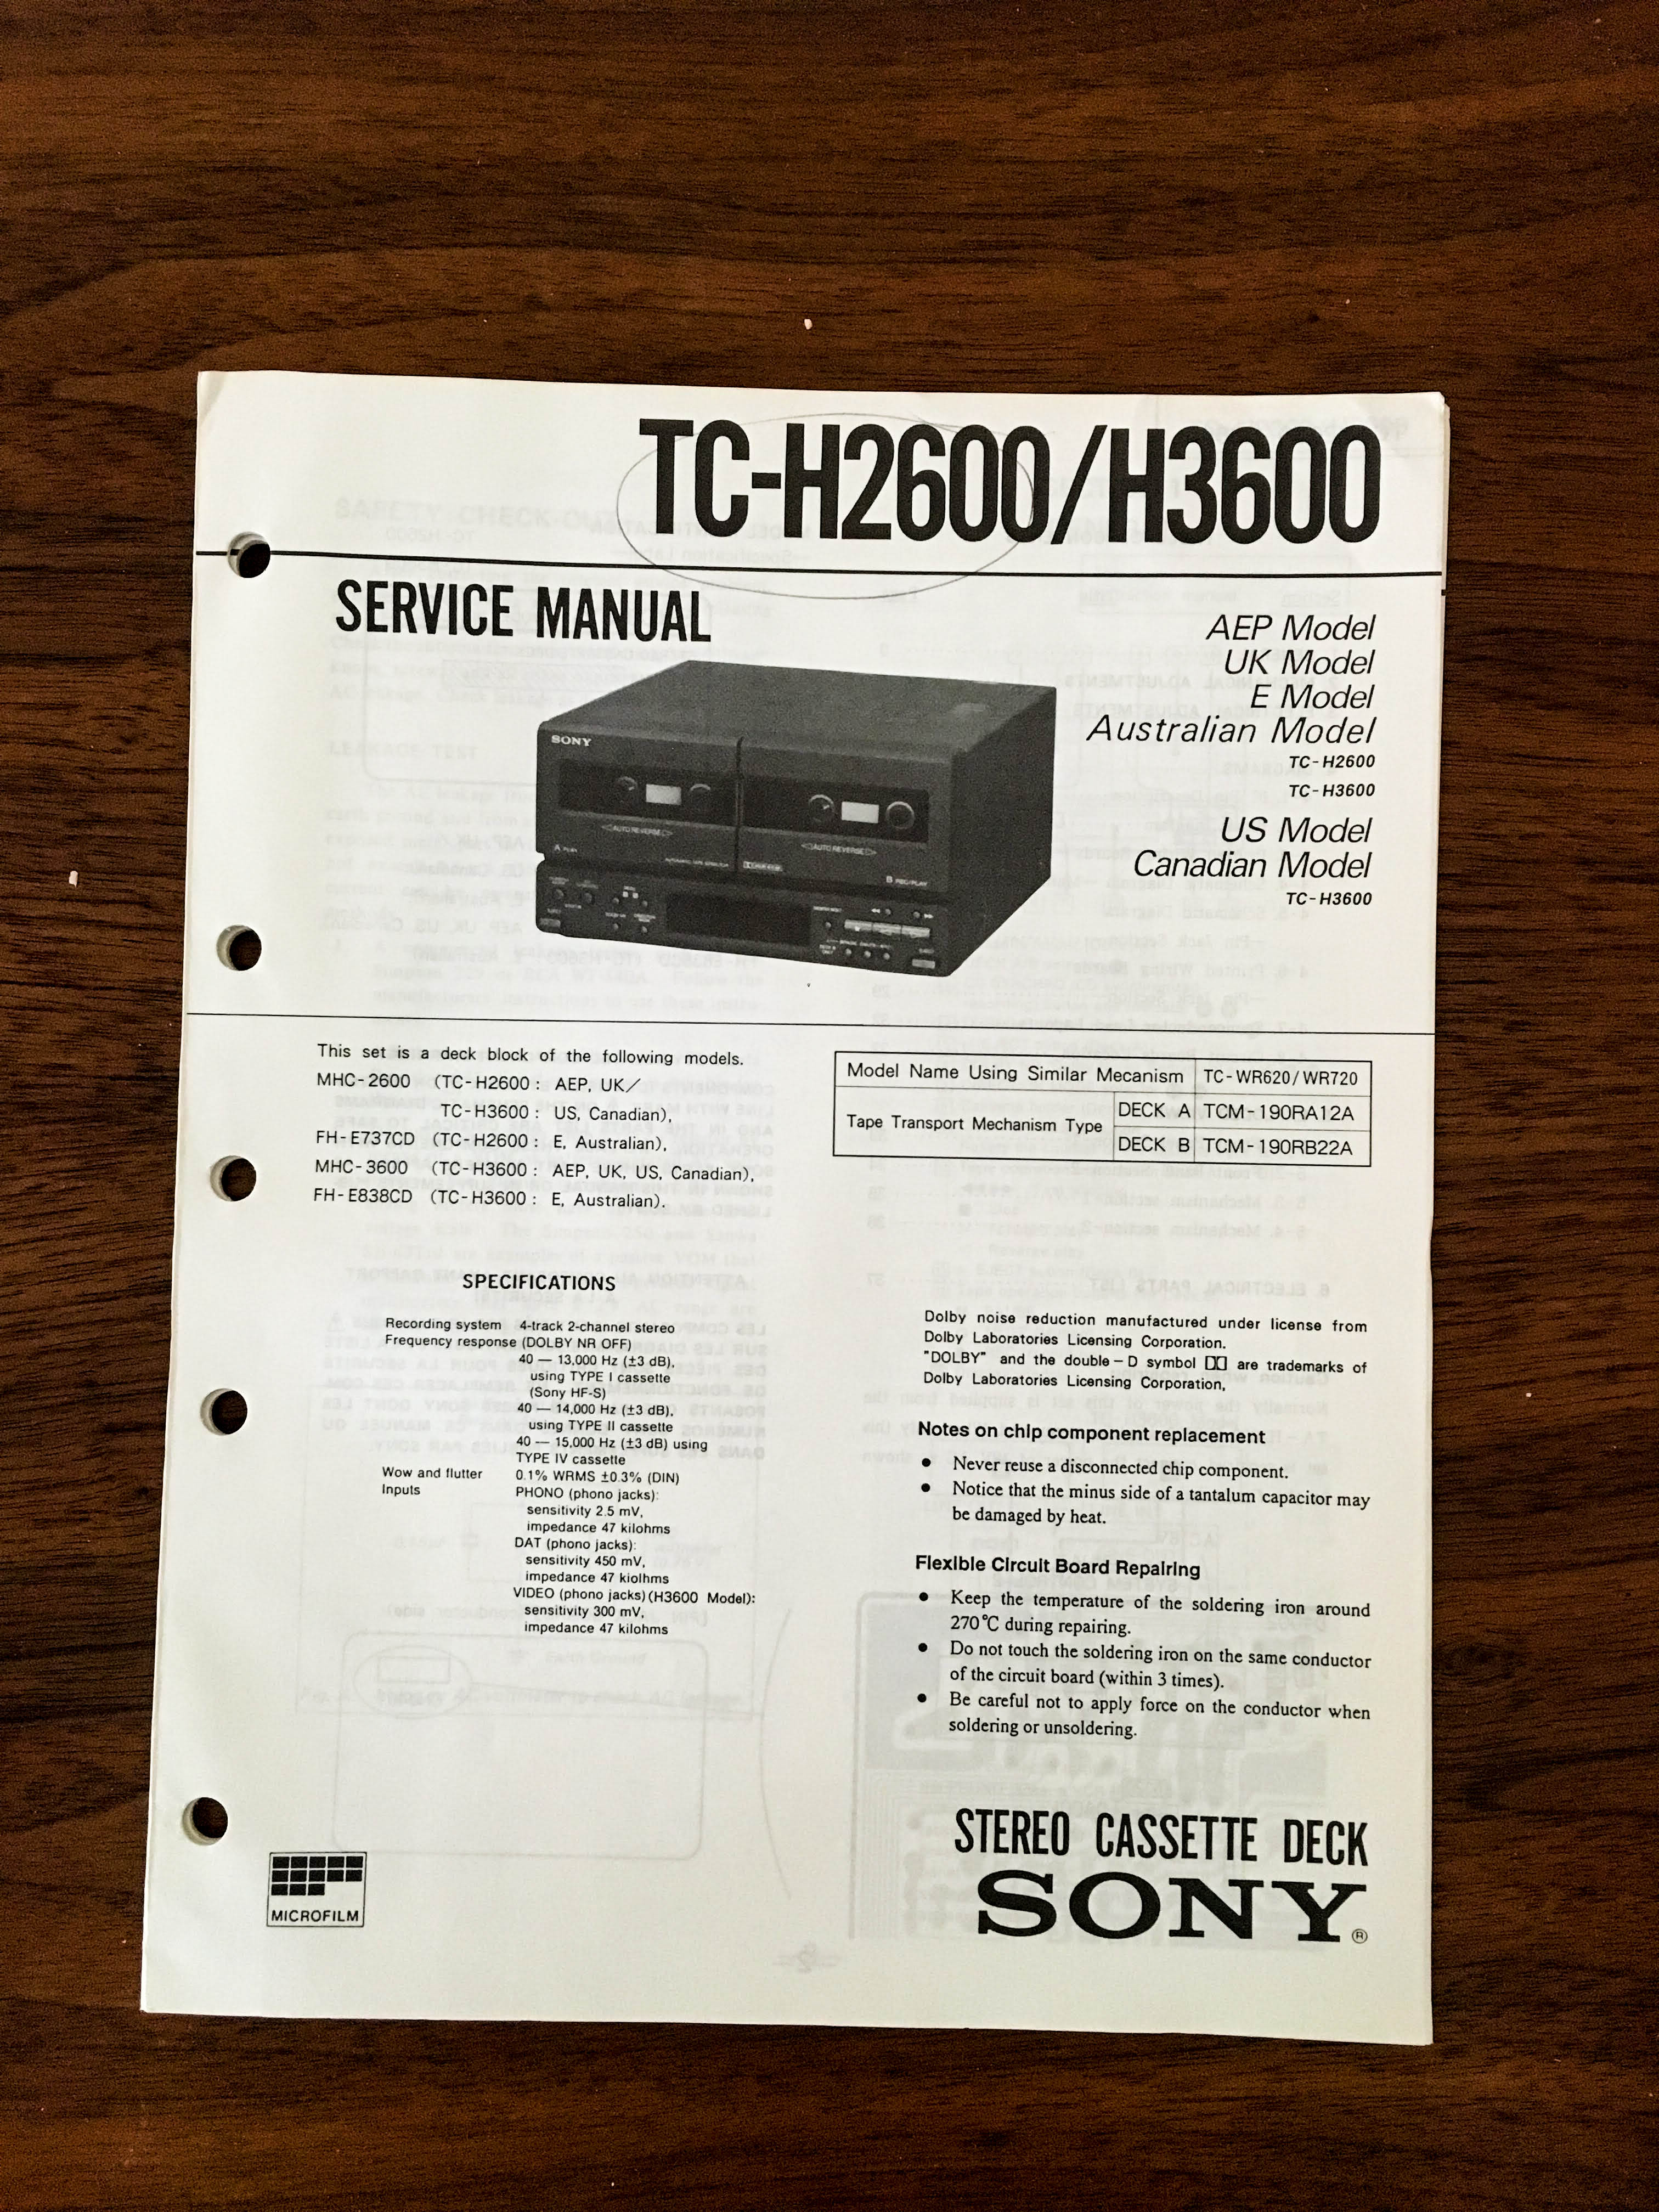 TC-H2600/H3600
SERVICE MANUAL
AEP Model
UK Model
E Model
Australian Model
TC-H2600
TC-H3600
US Model
Canadian Model
TC-H3600
SONY
AUTO REVERSE
AUTO REVERSE
A PLAY
B REC/PLAY
This set is a deck block of the following models.
MHC-2600 (TC-H2600 : AEP, UK/
TC-H3600 : US, Canadian),
FH-E737CD (TC-H2600 : E, Australian),
MHC-3600 (TC-H3600 : AEP, UK, US, Canadian),
FH-E838CD (TC-H3600 : E, Australian).
Model Name Using Similar Mecanism TC-WR620/WR720
Tape Transport Mechanism Type
DECK A TCM-190RA12A
DECK B TCM-190RB22A
SPECIFICATIONS
Recording system 4-track 2-channel stereo
Frequency response (DOLBY NR OFF)
40 — 13,000 Hz (±3 dB),
using TYPE I cassette
(Sony HF-S)
40 — 14,000 Hz (±3 dB),
using TYPE II cassette
40 — 15,000 Hz (±3 dB) using
TYPE IV cassette
Wow and flutter 0.1% WRMS ±0.3% (DIN)
Inputs PHONO (phono jacks):
sensitivity 2.5 mV,
impedance 47 kilohms
DAT (phono jacks):
sensitivity 450 mV,
impedance 47 kiolhms
VIDEO (phono jacks) (H3600 Model):
sensitivity 300 mV,
impedance 47 kilohms
Dolby noise reduction manufactured under license from
Dolby Laboratories Licensing Corporation.
"DOLBY" and the double-D symbol are trademarks of
Dolby Laboratories Licensing Corporation,
Notes on chip component replacement
● Never reuse a disconnected chip component.
● Notice that the minus side of a tantalum capacitor may
be damaged by heat.
Flexible Circuit Board Repairing
● Keep the temperature of the soldering iron around
270°C during repairing.
● Do not touch the soldering iron on the same conductor
of the circuit board (within 3 times).
● Be careful not to apply force on the conductor when
soldering or unsoldering.
MICROFILM
STEREO CASSETTE DECK
SONY®